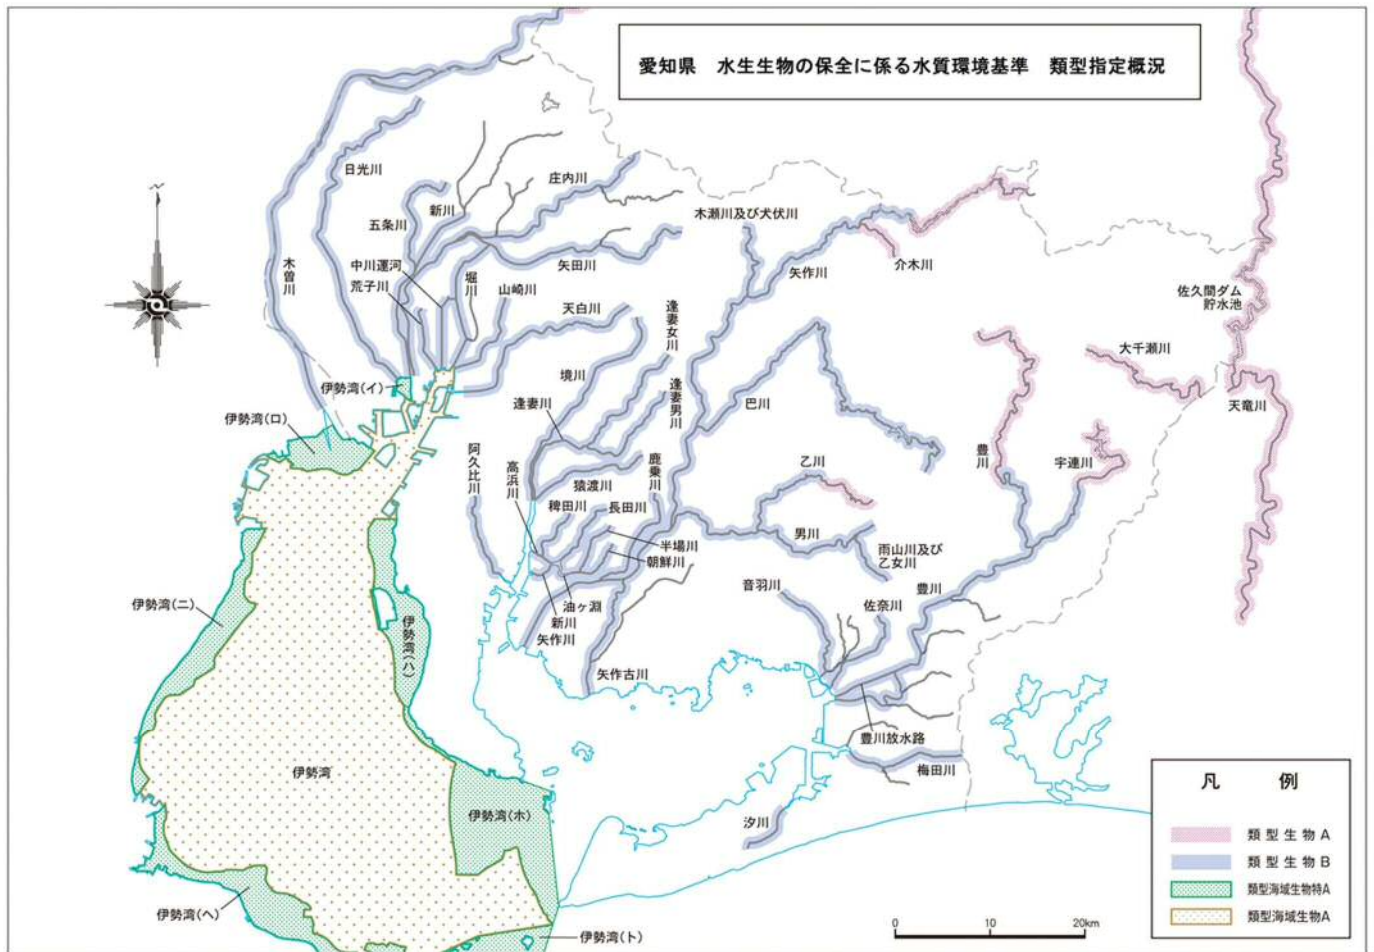 愛知県 水生生物の保全に係る水質環境基準 類型指定概況
日光川
庄内川
新川
五条川
木瀬川及び犬伏川
木曽川
中川運河
堀川
矢田川
矢作川
介木川
荒子川
山崎川
天白川
逢妻女川
佐久間ダム
貯水池
大千瀬川
境川
伊勢湾(イ)
逢妻川
逢妻男川
巴川
天竜川
伊勢湾(ロ)
阿久比川
高浜川
鹿乗川
乙川
豊川
宇連川
猿渡川
稗田川
長田川
半場川
男川
朝鮮川
雨山川及び
乙女川
音羽川
豊川
佐奈川
油ヶ淵
新川
矢作川
伊勢湾(ニ)
伊勢湾(ハ)
矢作古川
豊川放水路
伊勢湾
梅田川
伊勢湾(ホ)
汐川
伊勢湾(ヘ)
伊勢湾(ト)
凡 例
類型生物A
類型生物B
類型海域生物特A
類型海域生物A
0 10 20km